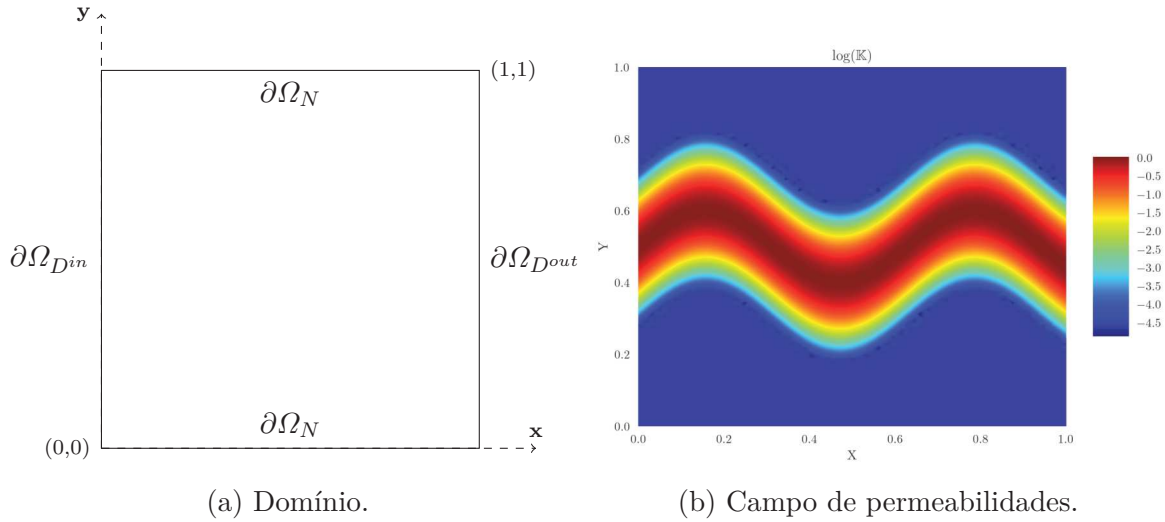 y
(1,1)
∂Ω_N
∂Ω_{D^{in}}
∂Ω_{D^{out}}
∂Ω_N
(0,0)
x
(a) Domínio.
log(𝕂)
1.0
0.8
0.6
0.4
0.2
0.0
Y
0.0 0.2 0.4 0.6 0.8 1.0
X
0.0
−0.5
−1.0
−1.5
−2.0
−2.5
−3.0
−3.5
−4.0
−4.5
(b) Campo de permeabilidades.